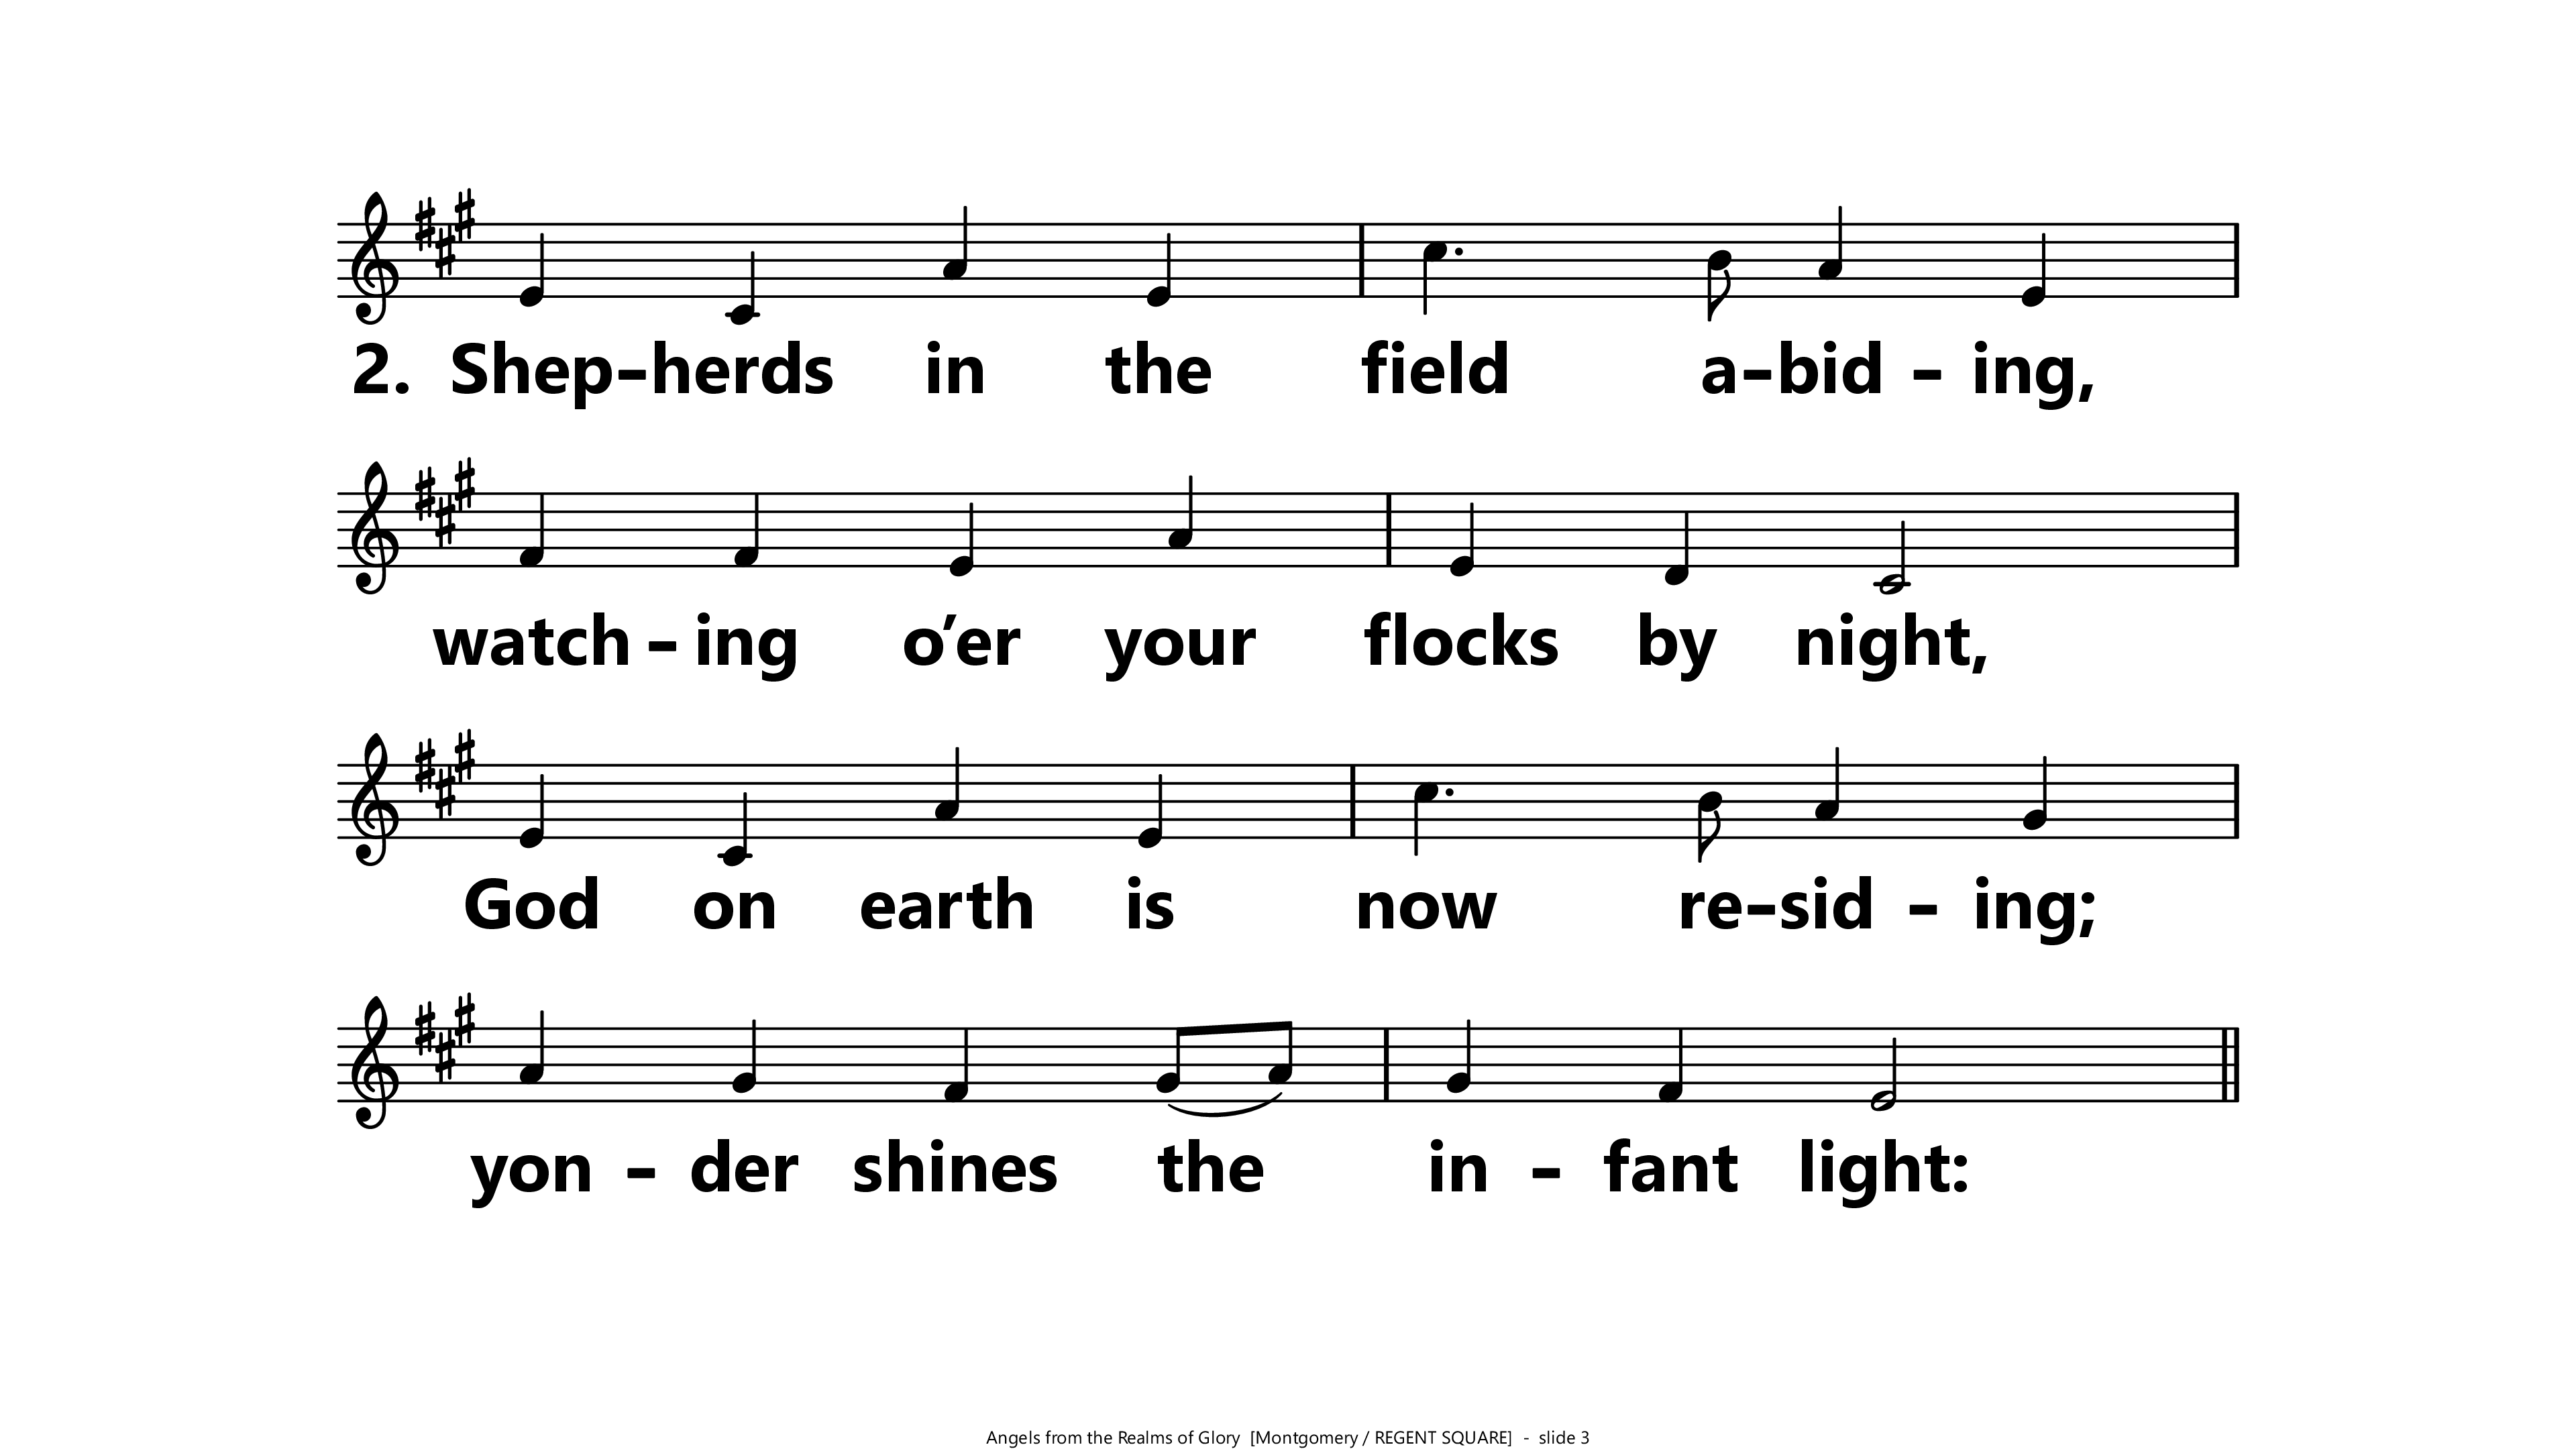 2. Shep-herds in the field a-bid - ing,
watch - ing o’er your flocks by night,
God on earth is now re-sid - ing;
yon - der shines the in - fant light:
Angels from the Realms of Glory [Montgomery / REGENT SQUARE] - slide 3